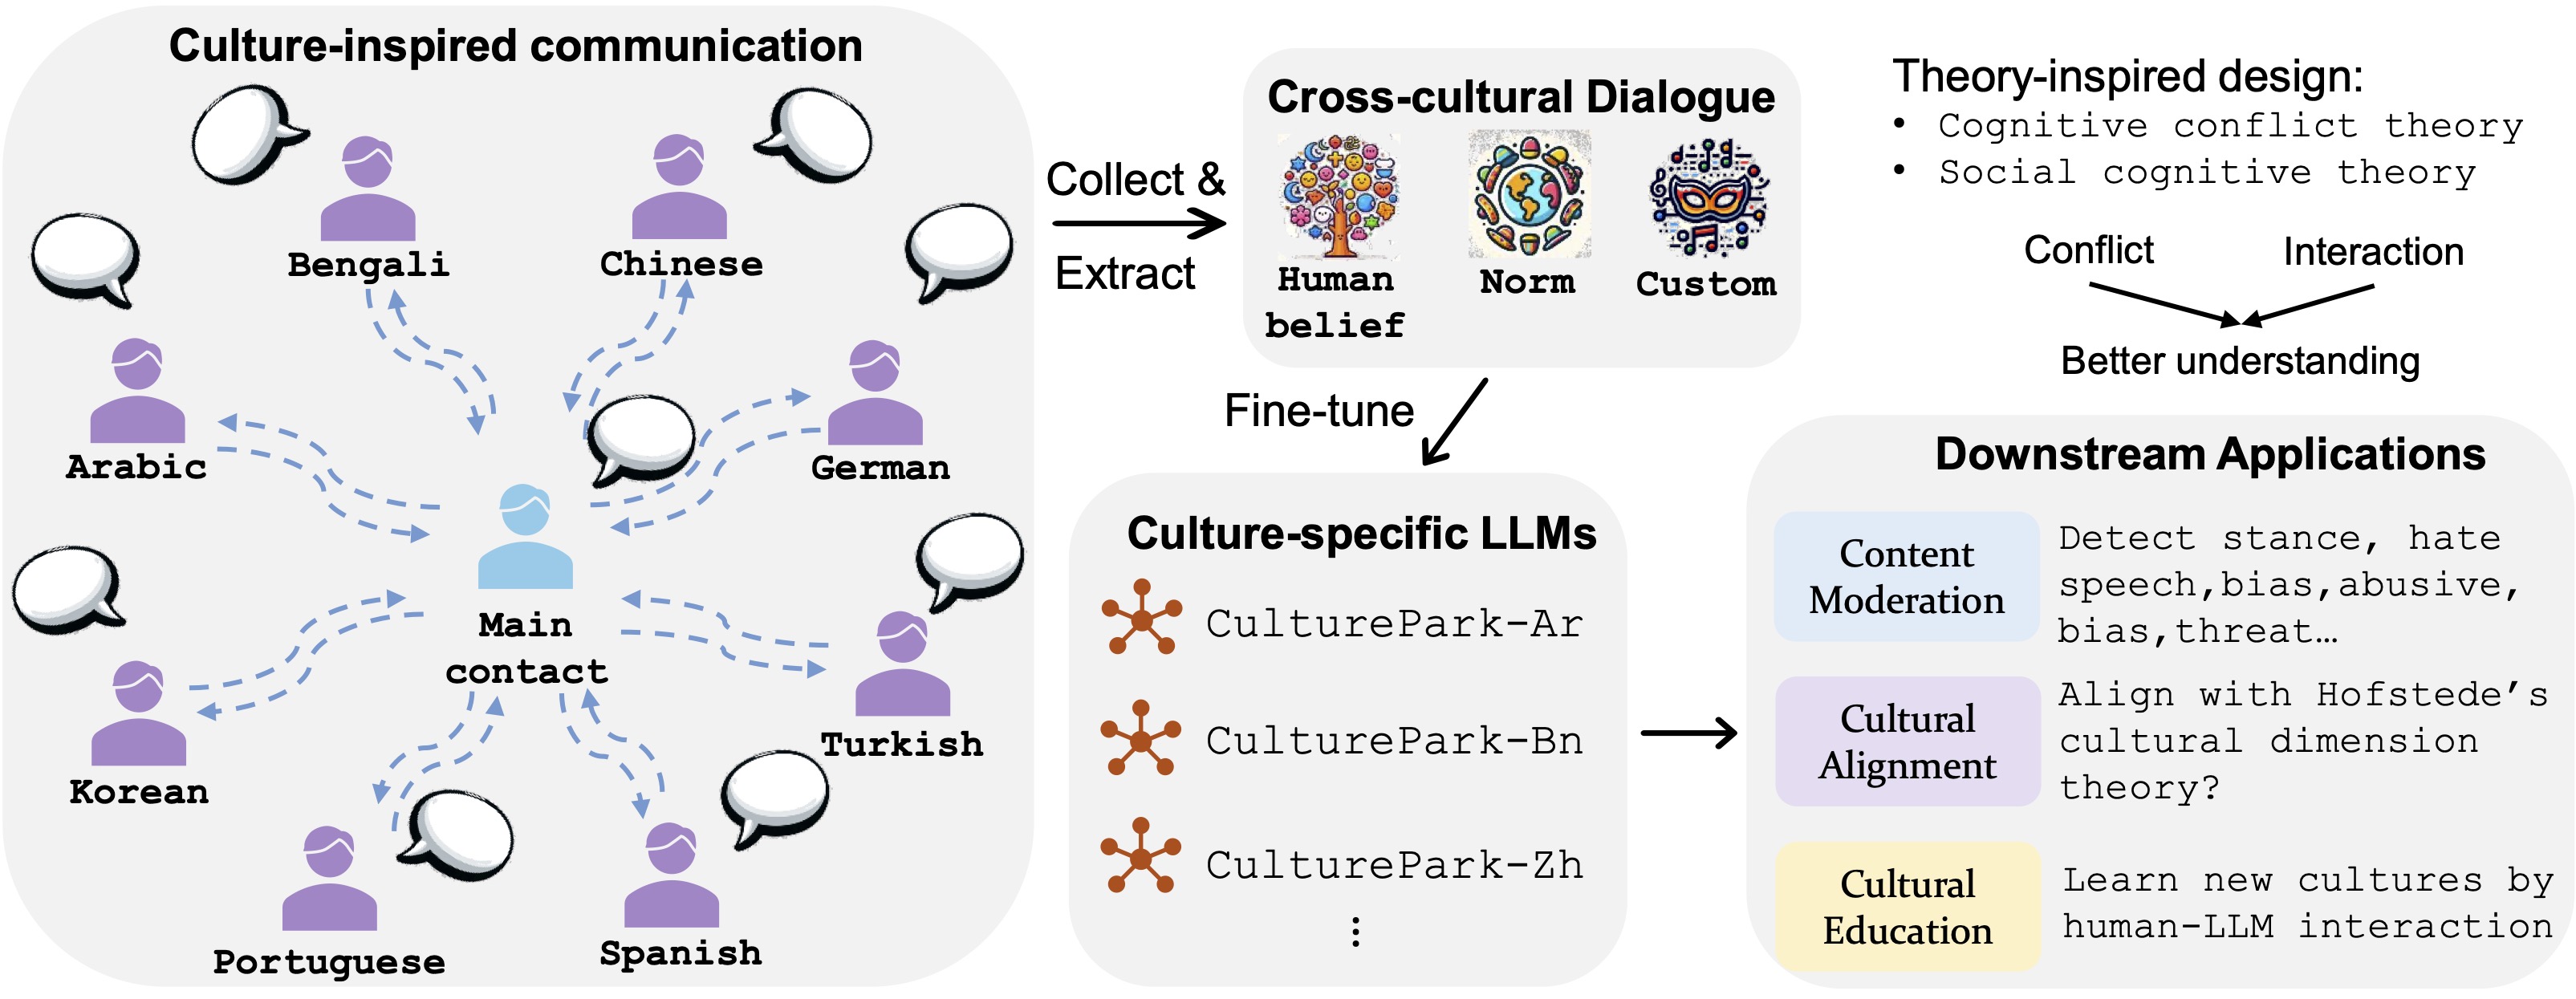 Culture-inspired communication
Bengali
Chinese
Arabic
German
Main
contact
Korean
Turkish
Portuguese
Spanish
Collect &
Extract
Cross-cultural Dialogue
Human
belief
Norm
Custom
Fine-tune
Culture-specific LLMs
CulturePark-Ar
CulturePark-Bn
CulturePark-Zh
⋮
Theory-inspired design:
• Cognitive conflict theory
• Social cognitive theory
Conflict
Interaction
Better understanding
Downstream Applications
Content
Moderation
Detect stance, hate
speech,bias,abusive,
bias,threat…
Cultural
Alignment
Align with Hofstede’s
cultural dimension
theory?
Cultural
Education
Learn new cultures by
human-LLM interaction